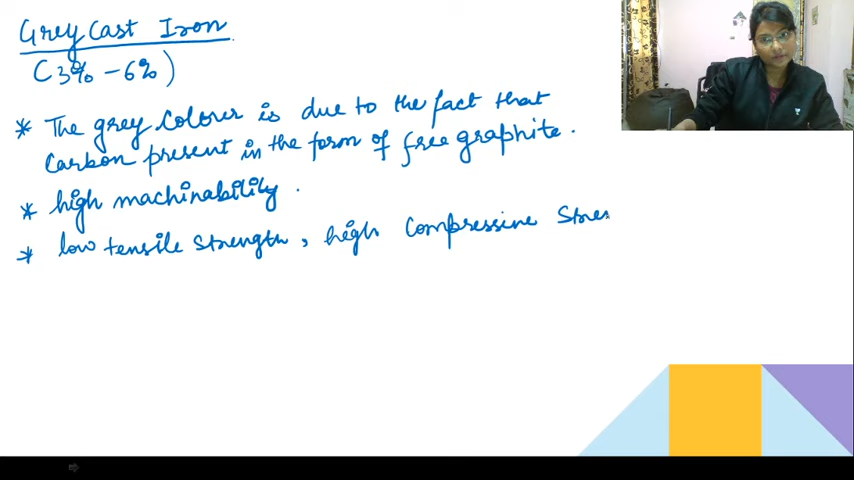 Grey Cast Iron
(3% - 6%)
* The grey colour is due to the fact that
carbon present in the form of free graphite.
* high machinability.
* low tensile strength, high compressive stres